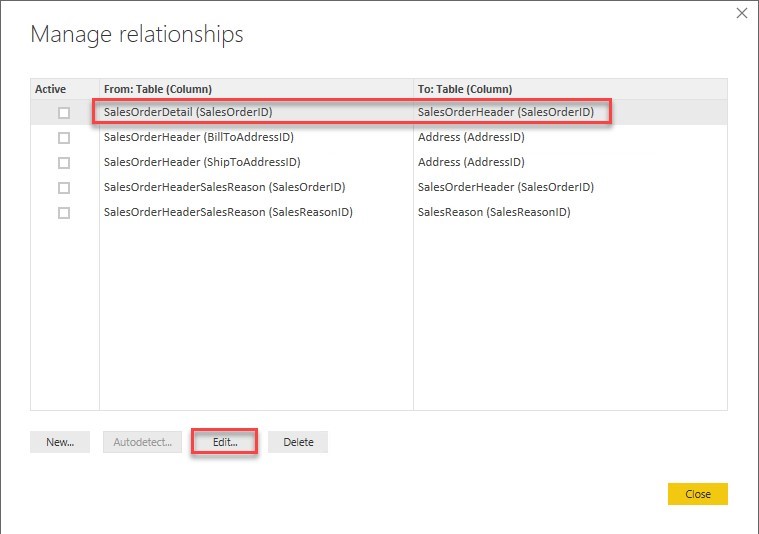 Manage relationships
Active From: Table (Column) To: Table (Column)
SalesOrderDetail (SalesOrderID) SalesOrderHeader (SalesOrderID)
SalesOrderHeader (BillToAddressID) Address (AddressID)
SalesOrderHeader (ShipToAddressID) Address (AddressID)
SalesOrderHeaderSalesReason (SalesOrderID) SalesOrderHeader (SalesOrderID)
SalesOrderHeaderSalesReason (SalesReasonID) SalesReason (SalesReasonID)
New... Autodetect... Edit... Delete
Close